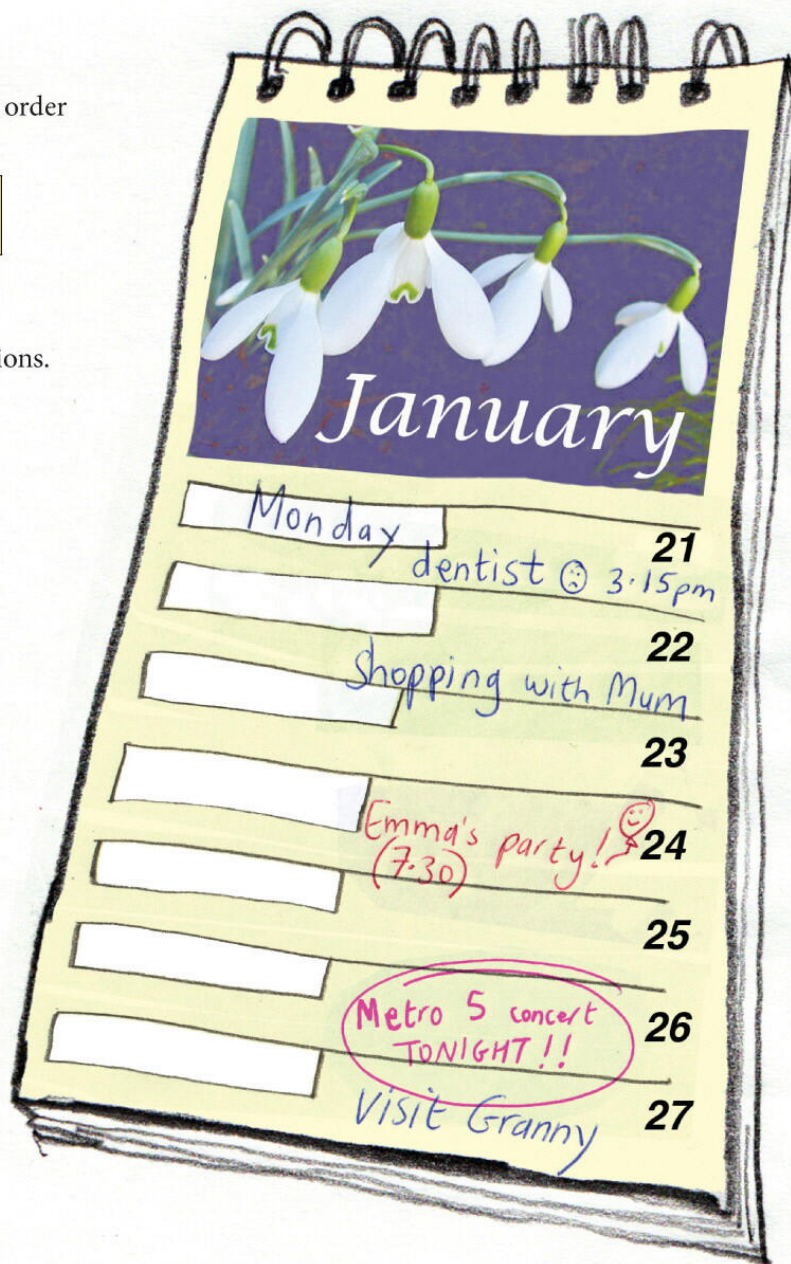 order
ions.
January
Monday
21
dentist 3.15pm
22
Shopping with Mum
23
Emma's party!
(7.30)
24
25
Metro 5 concert
TONIGHT!!
26
Visit Granny
27